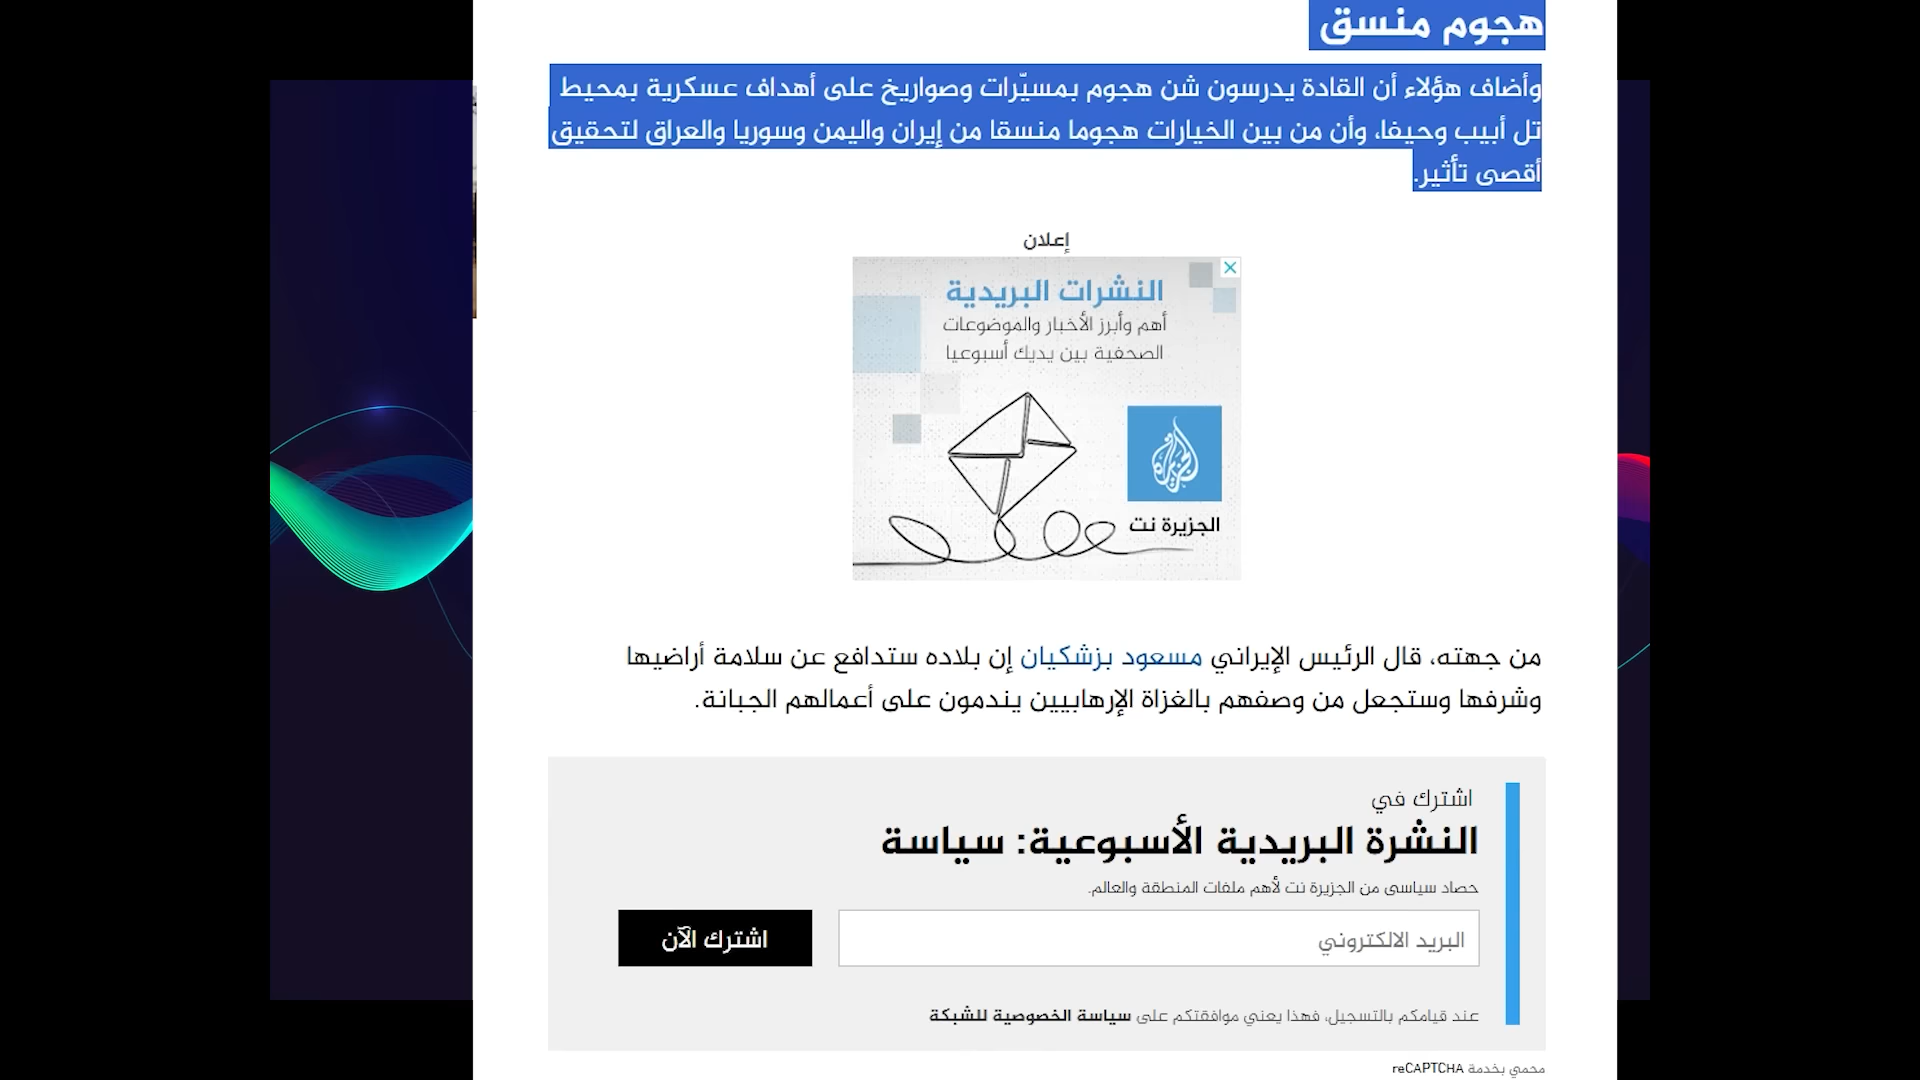 هجوم منسق
وأضاف هؤلاء أن القادة يدرسون شن هجوم بمسيّرات وصواريخ على أهداف عسكرية بمحيط
تل أبيب وحيفا، وأن من بين الخيارات هجوما منسقا من إيران واليمن وسوريا والعراق لتحقيق
أقصى تأثير.
إعلان
النشرات البريدية
أهم وأبرز الأخبار والموضوعات
الصحفية بين يديك أسبوعيا
الجزيرة
الجزيرة نت
من جهته، قال الرئيس الإيراني مسعود بزشكيان إن بلاده ستدافع عن سلامة أراضيها
وشرفها وستجعل من وصفهم بالغزاة الإرهابيين يندمون على أعمالهم الجبانة.
اشترك في
النشرة البريدية الأسبوعية: سياسة
حصاد سياسي من الجزيرة نت لأهم ملفات المنطقة والعالم.
البريد الالكتروني
اشترك الآن
عند قيامكم بالتسجيل، فهذا يعني موافقتكم على سياسة الخصوصية للشبكة
محمي بخدمة reCAPTCHA